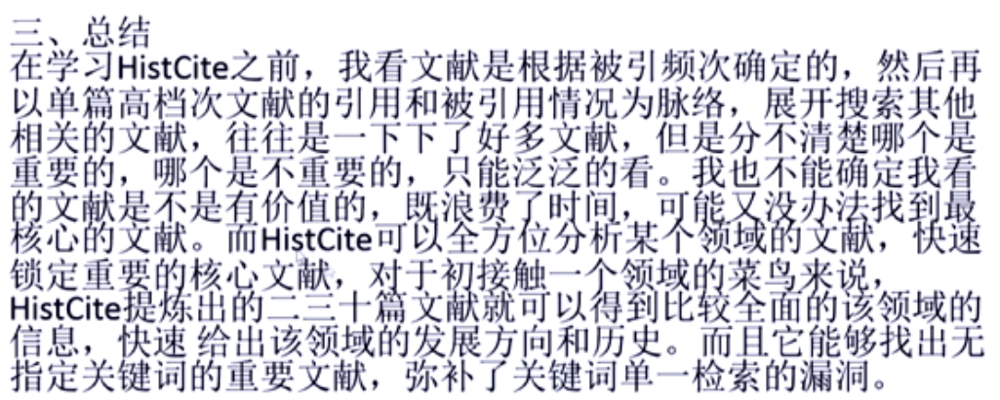 三、总结
在学习HistCite之前，我看文献是根据被引频次确定的，然后再
以单篇高档次文献的引用和被引用情况为脉络，展开搜索其他
相关的文献，往往是一下下了好多文献，但是分不清楚哪个是
重要的，哪个是不重要的，只能泛泛的看。我也不能确定我看
的文献是不是有价值的，既浪费了时间，可能又没办法找到最
核心的文献。而HistCite可以全方位分析某个领域的文献，快速
锁定重要的核心文献，对于初接触一个领域的菜鸟来说，
HistCite提炼出的二三十篇文献就可以得到比较全面的该领域的
信息，快速 给出该领域的发展方向和历史。而且它能够找出无
指定关键词的重要文献，弥补了关键词单一检索的漏洞。